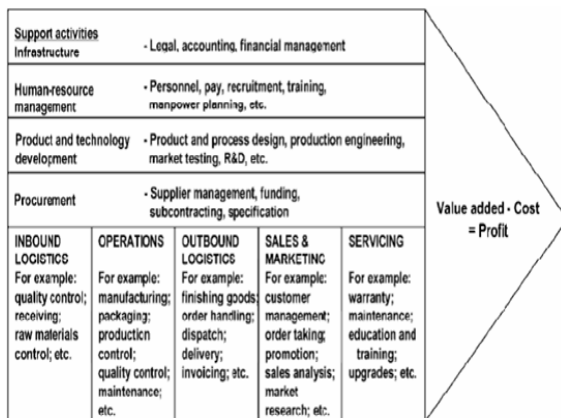 Support activities
Infrastructure - Legal, accounting, financial management
Human-resource - Personnel, pay, recruitment, training,
management manpower planning, etc.
Product and technology - Product and process design, production engineering,
development market testing, R&D, etc.
Procurement - Supplier management, funding,
subcontracting, specification
INBOUND
LOGISTICS
For example:
quality control;
receiving;
raw materials
control; etc.
OPERATIONS
For example:
manufacturing;
packaging;
production
control;
quality control;
maintenance;
etc.
OUTBOUND
LOGISTICS
For example:
finishing goods;
order handling;
dispatch;
delivery;
invoicing; etc.
SALES &
MARKETING
For example:
customer
management;
order taking;
promotion;
sales analysis;
market
research; etc.
SERVICING
For example:
warranty;
maintenance;
education and
training;
upgrades; etc.
Value added - Cost
= Profit